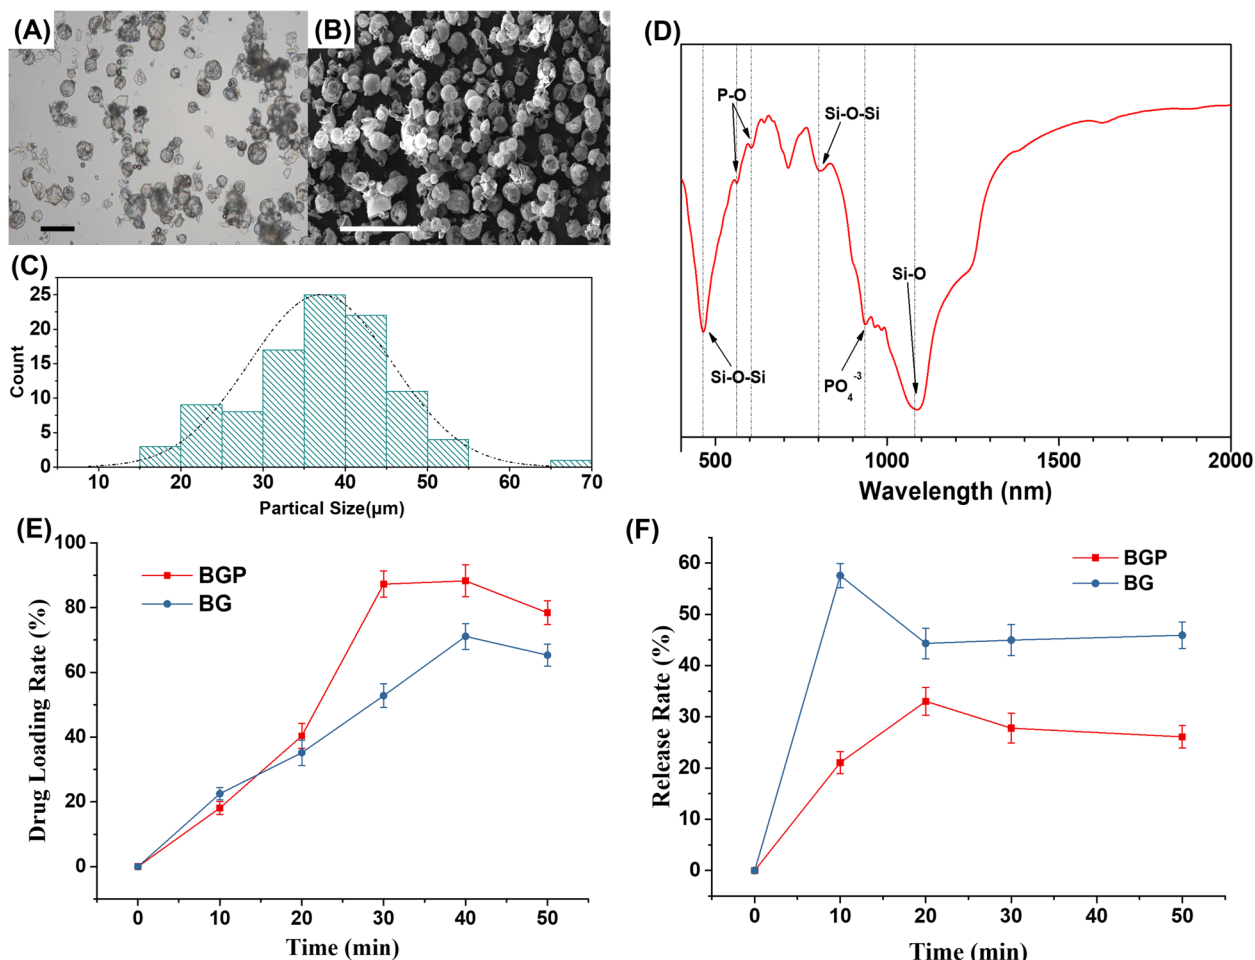 (A)
(B)
(C)
25
20
15
10
5
0
Count
10
20
30
40
50
60
70
Partical Size(μm)
(D)
P-O
Si-O-Si
Si-O
Si-O-Si
PO4-3
500
1000
1500
2000
Wavelength (nm)
(E)
100
80
60
40
20
0
Drug Loading Rate (%)
BGP
BG
0
10
20
30
40
50
Time (min)
(F)
60
50
40
30
20
10
0
Release Rate (%)
BGP
BG
0
10
20
30
40
50
Time (min)